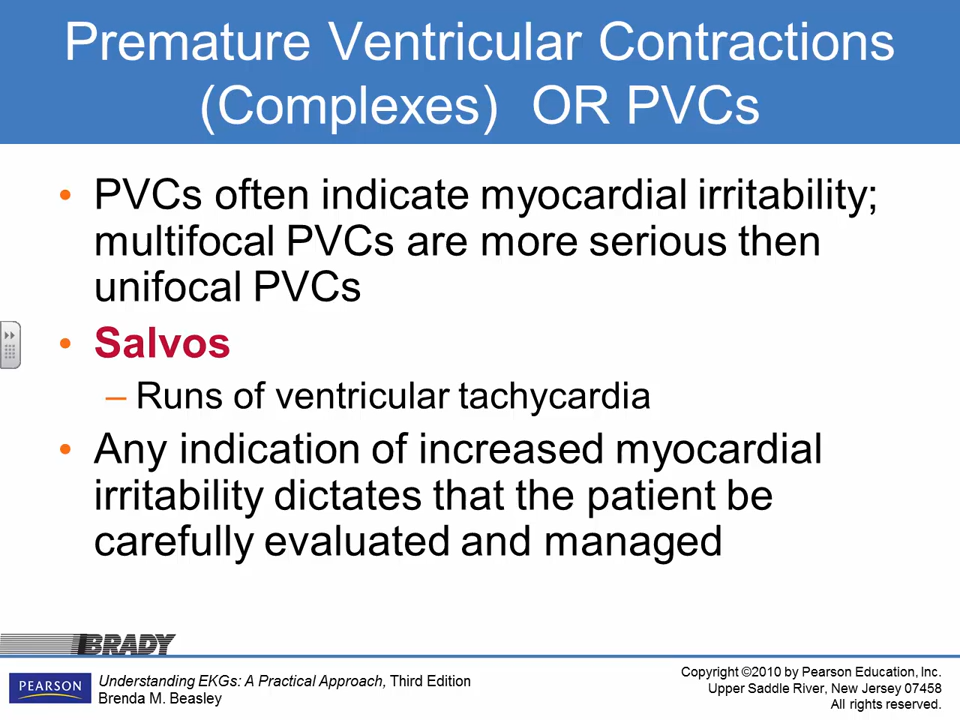 Premature Ventricular Contractions
(Complexes) OR PVCs
• PVCs often indicate myocardial irritability;
multifocal PVCs are more serious then
unifocal PVCs
• Salvos
– Runs of ventricular tachycardia
• Any indication of increased myocardial
irritability dictates that the patient be
carefully evaluated and managed
BRADY
PEARSON
Understanding EKGs: A Practical Approach, Third Edition
Brenda M. Beasley
Copyright ©2010 by Pearson Education, Inc.
Upper Saddle River, New Jersey 07458
All rights reserved.